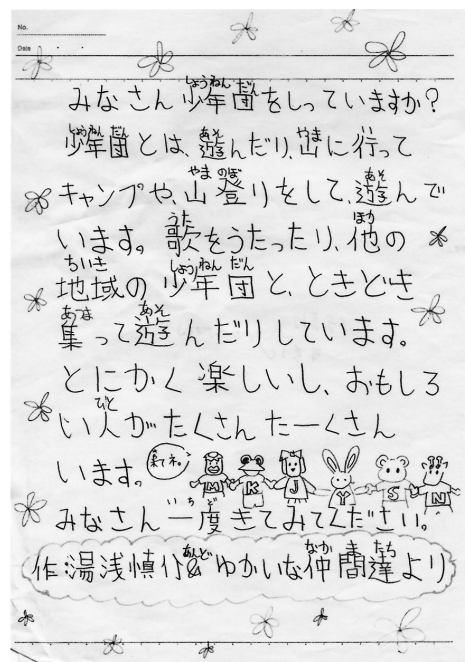 No.
Date ・ ・
みなさん少年団をしっていますか?
少年団とは、遊んだり、山に行って
キャンプや、山登りをして、遊んで
います。歌をうたったり、他の
地域の少年団と、ときどき
集って遊んだりしています。
とにかく楽しいし、おもしろ
い人がたくさんたーくさん
います。来てネ。
M K J Y S N
みなさん一度きてみてください。
作:湯浅慎介&ゆかいな仲間達より